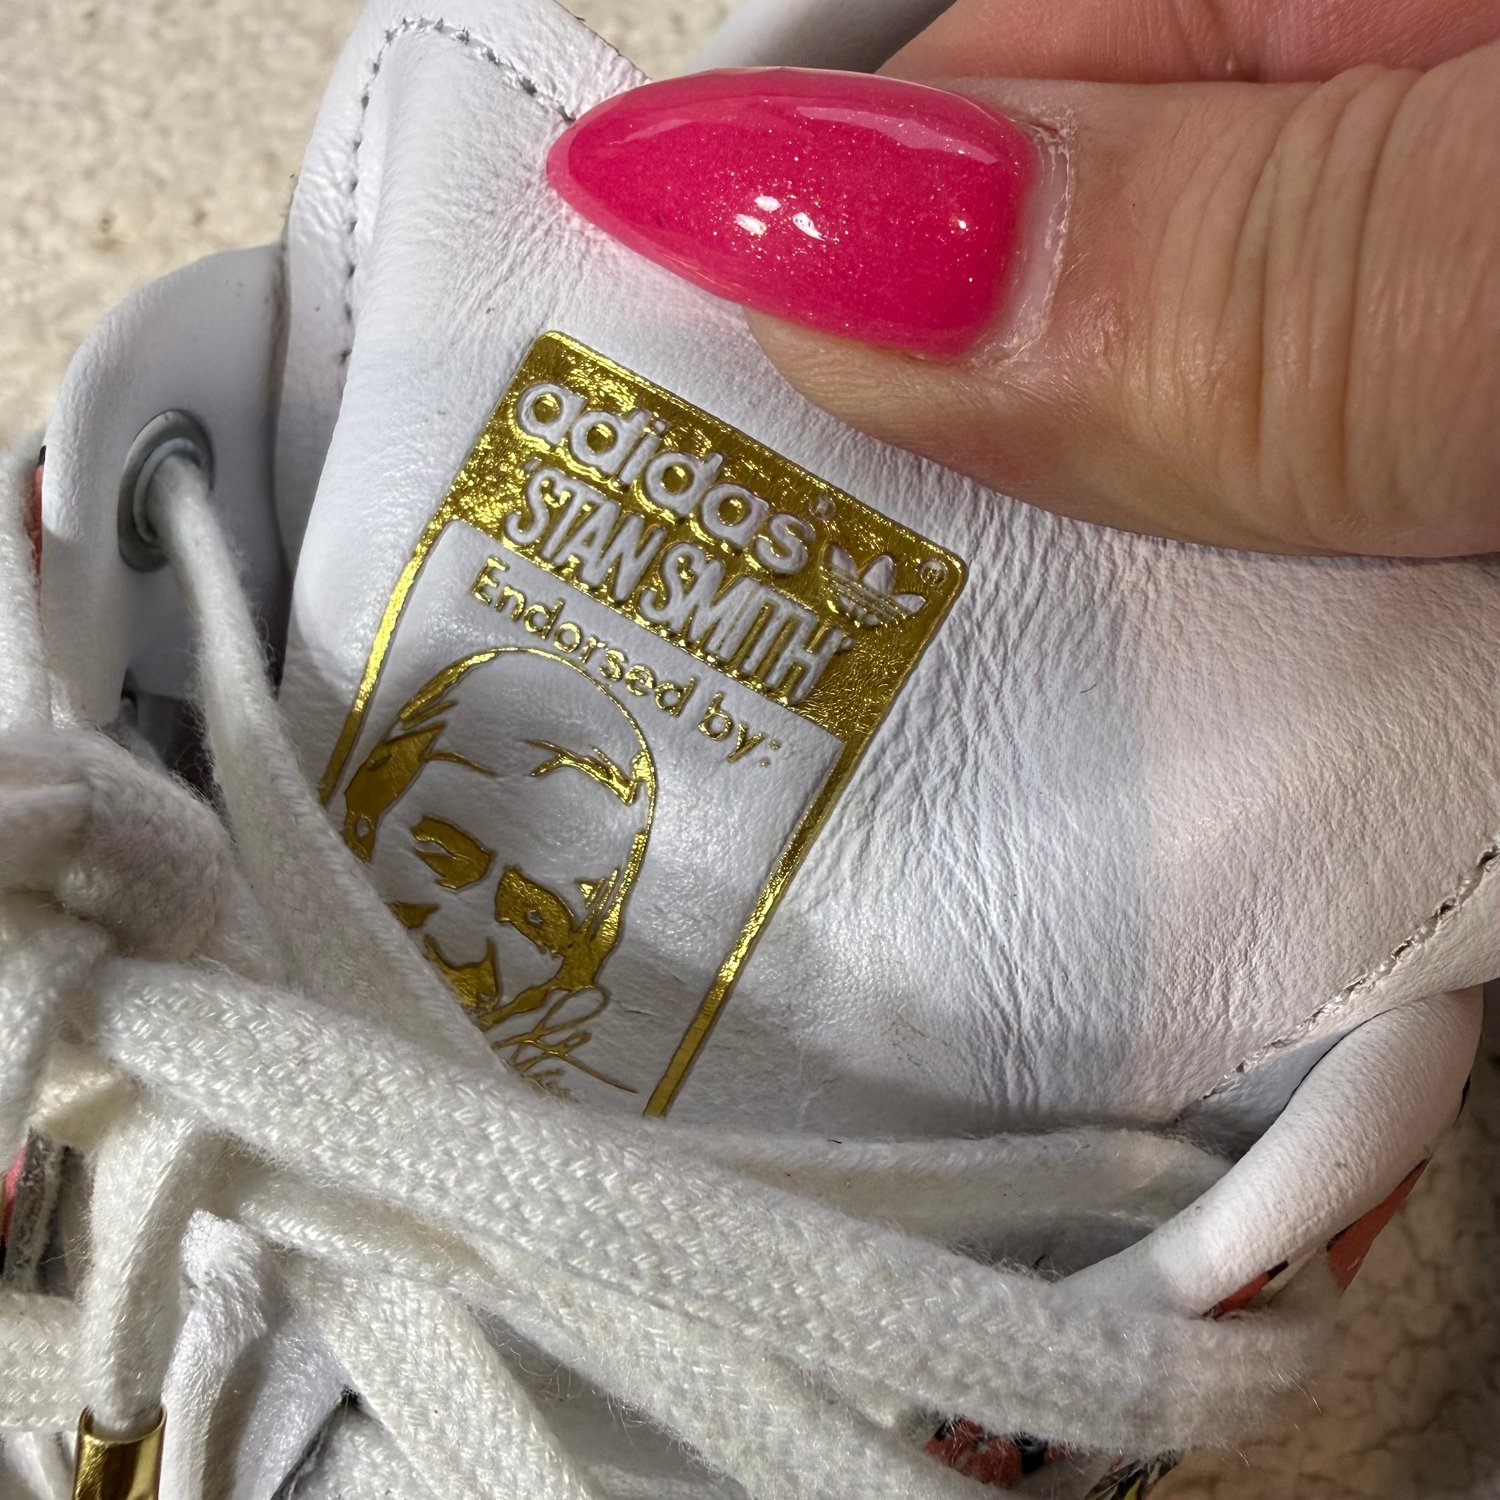 adidas ®
"STAN SMITH"
Endorsed by: